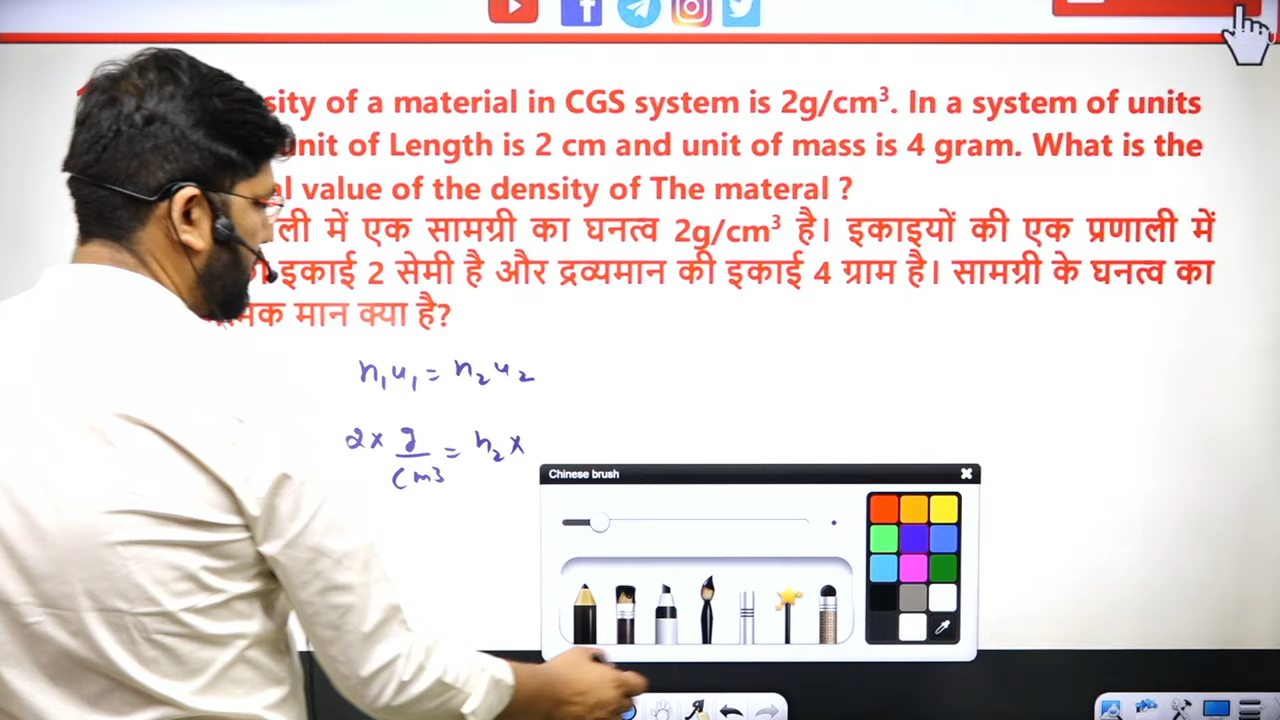 of a material in CGS system is 2g/cm³. In a system of units
of Length is 2 cm and unit of mass is 4 gram. What is the
value of the density of The materal ?
में एक सामग्री का घनत्व 2g/cm³ है। इकाइयों की एक प्रणाली में
इकाई 2 सेमी है और द्रव्यमान की इकाई 4 ग्राम है। सामग्री के घनत्व का
मान क्या है?
n₁u₁ = n₂u₂
2 × g/cm3 = n₂ ×
Chinese brush